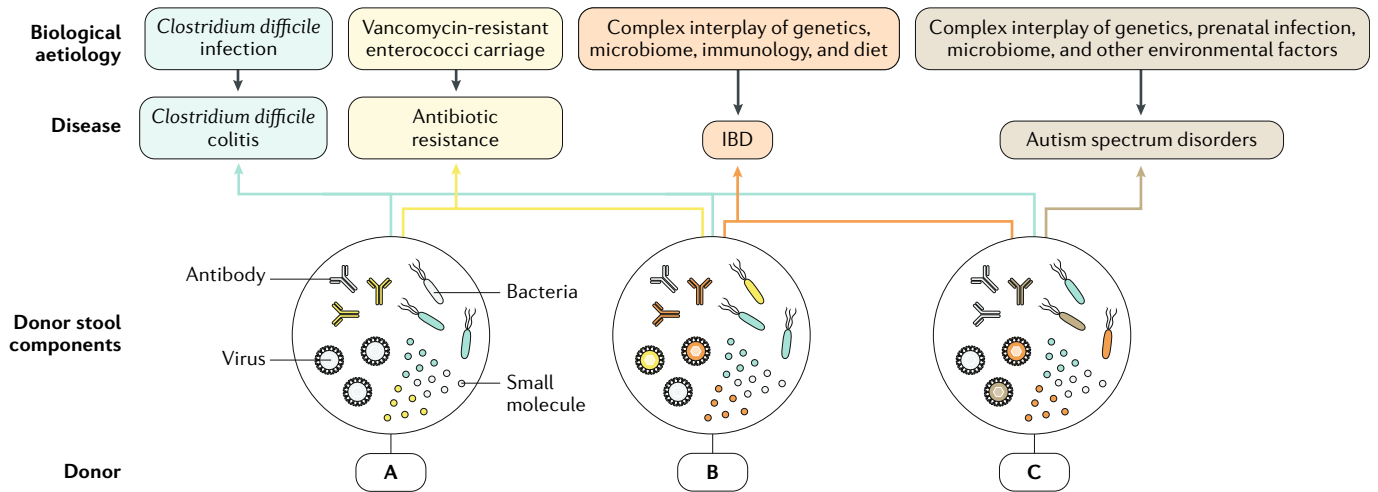 Biological
aetiology
Clostridium difficile
infection
Vancomycin-resistant
enterococci carriage
Complex interplay of genetics,
microbiome, immunology, and diet
Complex interplay of genetics, prenatal infection,
microbiome, and other environmental factors
Disease
Clostridium difficile
colitis
Antibiotic
resistance
IBD
Autism spectrum disorders
Donor stool
components
Antibody
Bacteria
Virus
Small
molecule
Donor
A
B
C